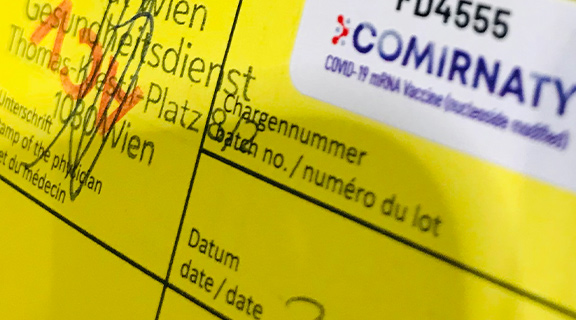 Wien
Gesundheitsdienst
Thomas-Klestil-Platz 8/2
1030 Wien
Unterschrift
stamp of the physician
et du médecin
FD4555
COMIRNATY
COVID-19 mRNA Vaccine (nucleoside modified)
Chargennummer
batch no. / numéro du lot
Datum
date / date